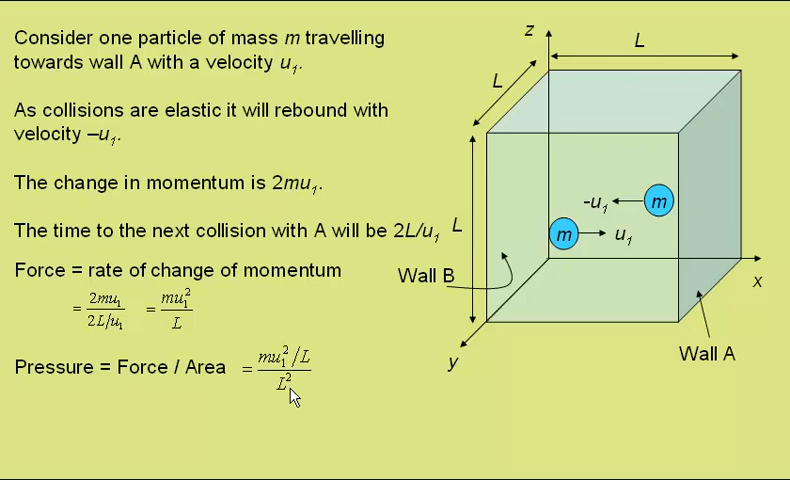 Consider one particle of mass m travelling
towards wall A with a velocity u₁.
As collisions are elastic it will rebound with
velocity –u₁.
The change in momentum is 2mu₁.
The time to the next collision with A will be 2L/u₁
Force = rate of change of momentum
= 2mu₁ / 2L/u₁ = mu₁² / L
Pressure = Force / Area = mu₁²/L / L²
z
L
L
L
-u₁ m
m u₁
Wall B
x
y
Wall A